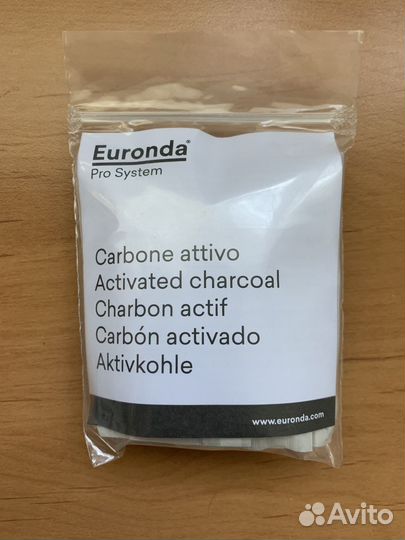 Euronda®
Pro System
Carbone attivo
Activated charcoal
Charbon actif
Carbón activado
Aktivkohle
www.euronda.com
Avito